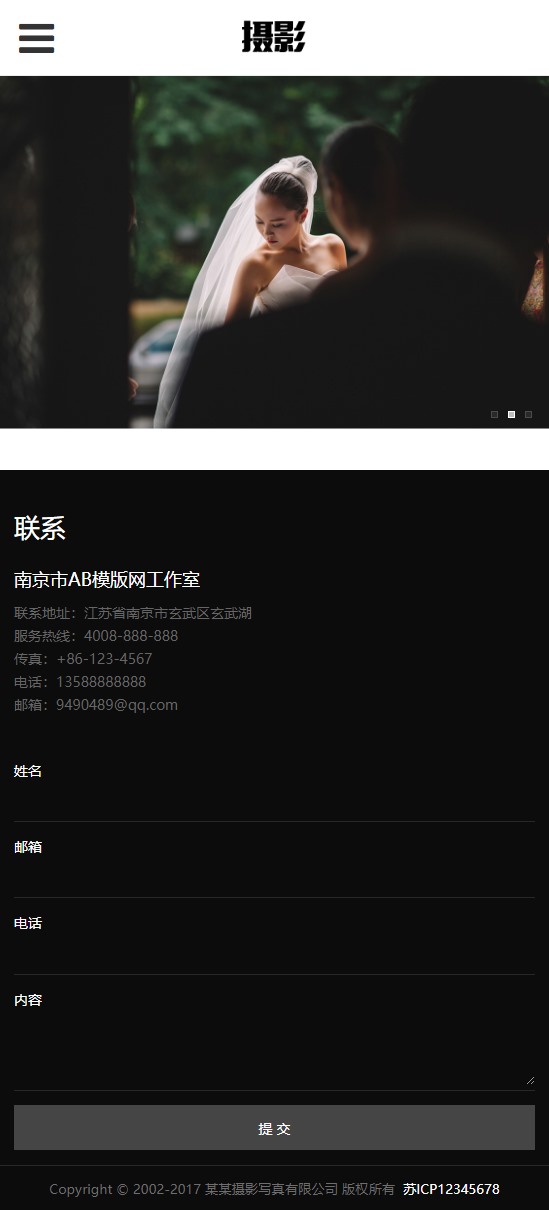 摄影
联系
南京市AB模版网工作室
联系地址：江苏省南京市玄武区玄武湖
服务热线：4008-888-888
传真：+86-123-4567
电话：13588888888
邮箱：9490489@qq.com
姓名
邮箱
电话
内容
提 交
Copyright © 2002-2017 某某摄影写真有限公司 版权所有 苏ICP12345678